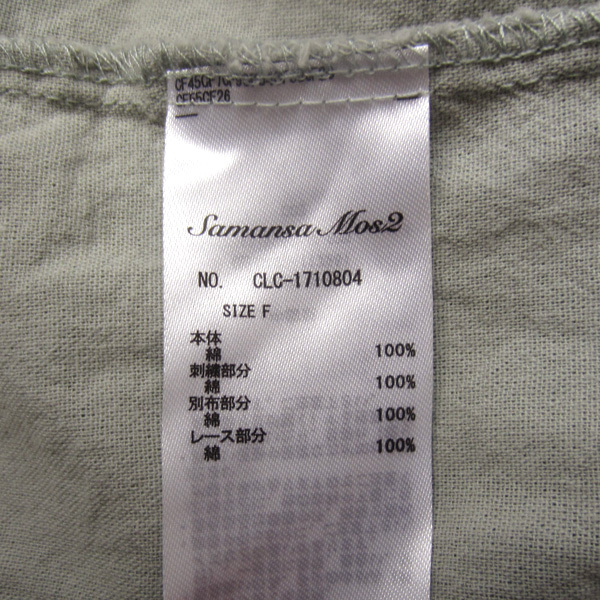 CF55CF26
Samansa Mos2
NO. CLC-1710804
SIZE F
本体
綿 100%
刺繍部分
綿 100%
別布部分
綿 100%
レース部分
綿 100%